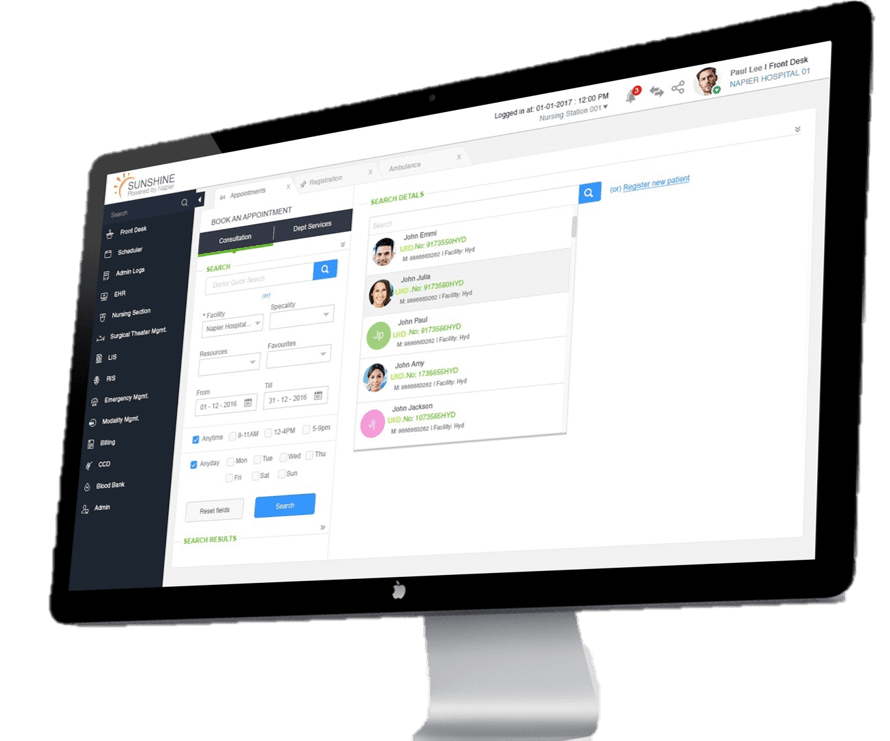 Logged in at: 01-01-2017 : 12:00 PM
Nursing Station 001
3
Paul Lee | Front Desk
NAPIER HOSPITAL 01
SUNSHINE
Powered by Napier
Search
Front Desk
Scheduler
Admin Logs
EHR
Nursing Section
Surgical Theater Mgmt.
LIS
RIS
Emergency Mgmt.
Modality Mgmt.
Billing
CCD
Blood Bank
Admin
Appointments x
Registration x
Ambulance x
BOOK AN APPOINTMENT
Consultation
Dept Services
SEARCH
Doctor Quick Search
(or)
* Facility
Specality
Napier Hospital...
Resources
Favourites
From
Till
01 - 12 - 2016
31 - 12 - 2016
Anytime 8-11AM 12-4PM 5-9pm
Anyday Mon Tue Wed Thu
Fri Sat Sun
Reset fields
Search
SEARCH RESULTS
SEARCH DETALS
Search
(or) Register new patient
John Emmi
UID.No: 9173550HYD
M: 9866663262 | Facility: Hyd
John Julia
UID.No: 9173580HYD
M: 9866663262 | Facility: Hyd
Jp
John Paul
UID.No: 9173566HYD
M: 9866663262 | Facility: Hyd
John Amy
UID.No: 1735655HYD
M: 9866663262 | Facility: Hyd
Jj
John Jackson
UID.No: 1073565HYD
M: 9866663262 | Facility: Hyd